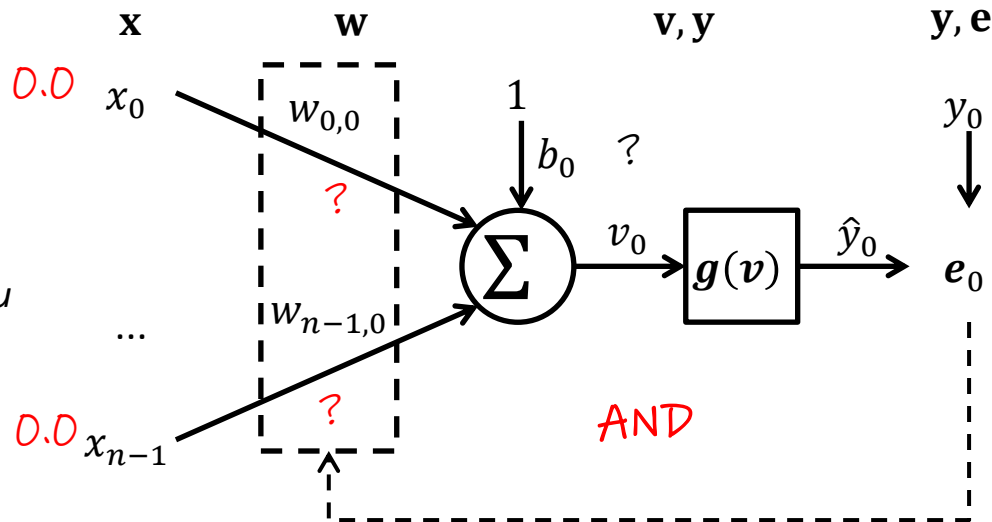 x w v, y y, e
0.0 x₀ w₀,₀ 1 y₀
? b₀ ?
Σ v₀ g(v) ŷ₀ e₀
... wₙ₋₁,₀
0.0 xₙ₋₁ ? AND